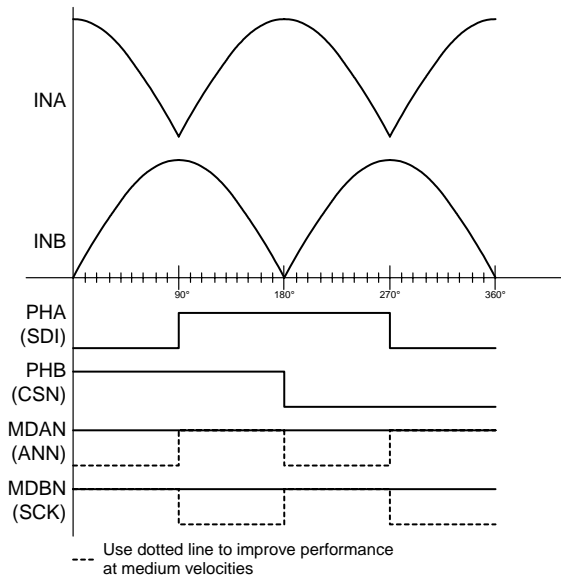 INA
INB
90° 180° 270° 360°
PHA
(SDI)
PHB
(CSN)
MDAN
(ANN)
MDBN
(SCK)
Use dotted line to improve performance
at medium velocities